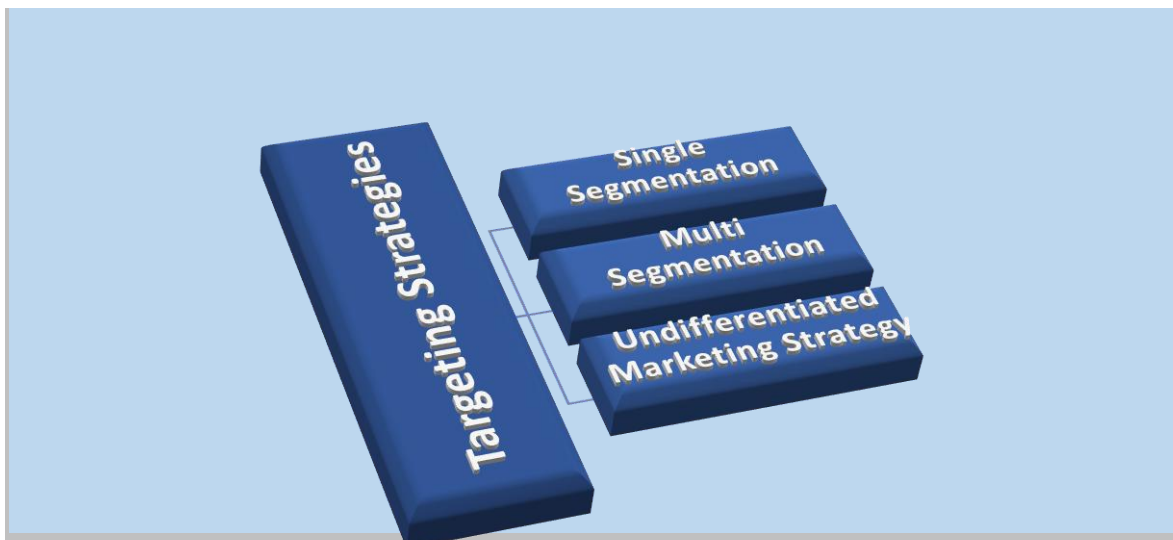 Targeting Strategies
Single
Segmentation
Multi
Segmentation
Undifferentiated
Marketing Strategy